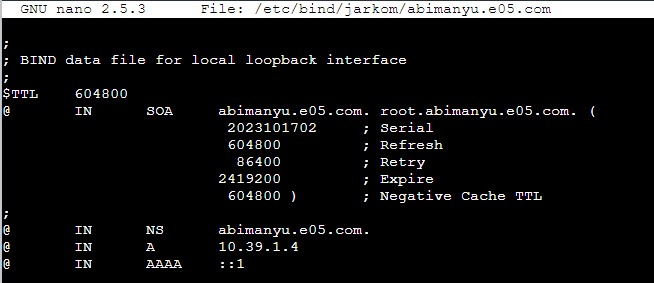 GNU nano 2.5.3 File: /etc/bind/jarkom/abimanyu.e05.com
;
; BIND data file for local loopback interface
;
$TTL 604800
@ IN SOA abimanyu.e05.com. root.abimanyu.e05.com. (
2023101702 ; Serial
604800 ; Refresh
86400 ; Retry
2419200 ; Expire
604800 ) ; Negative Cache TTL
;
@ IN NS abimanyu.e05.com.
@ IN A 10.39.1.4
@ IN AAAA ::1